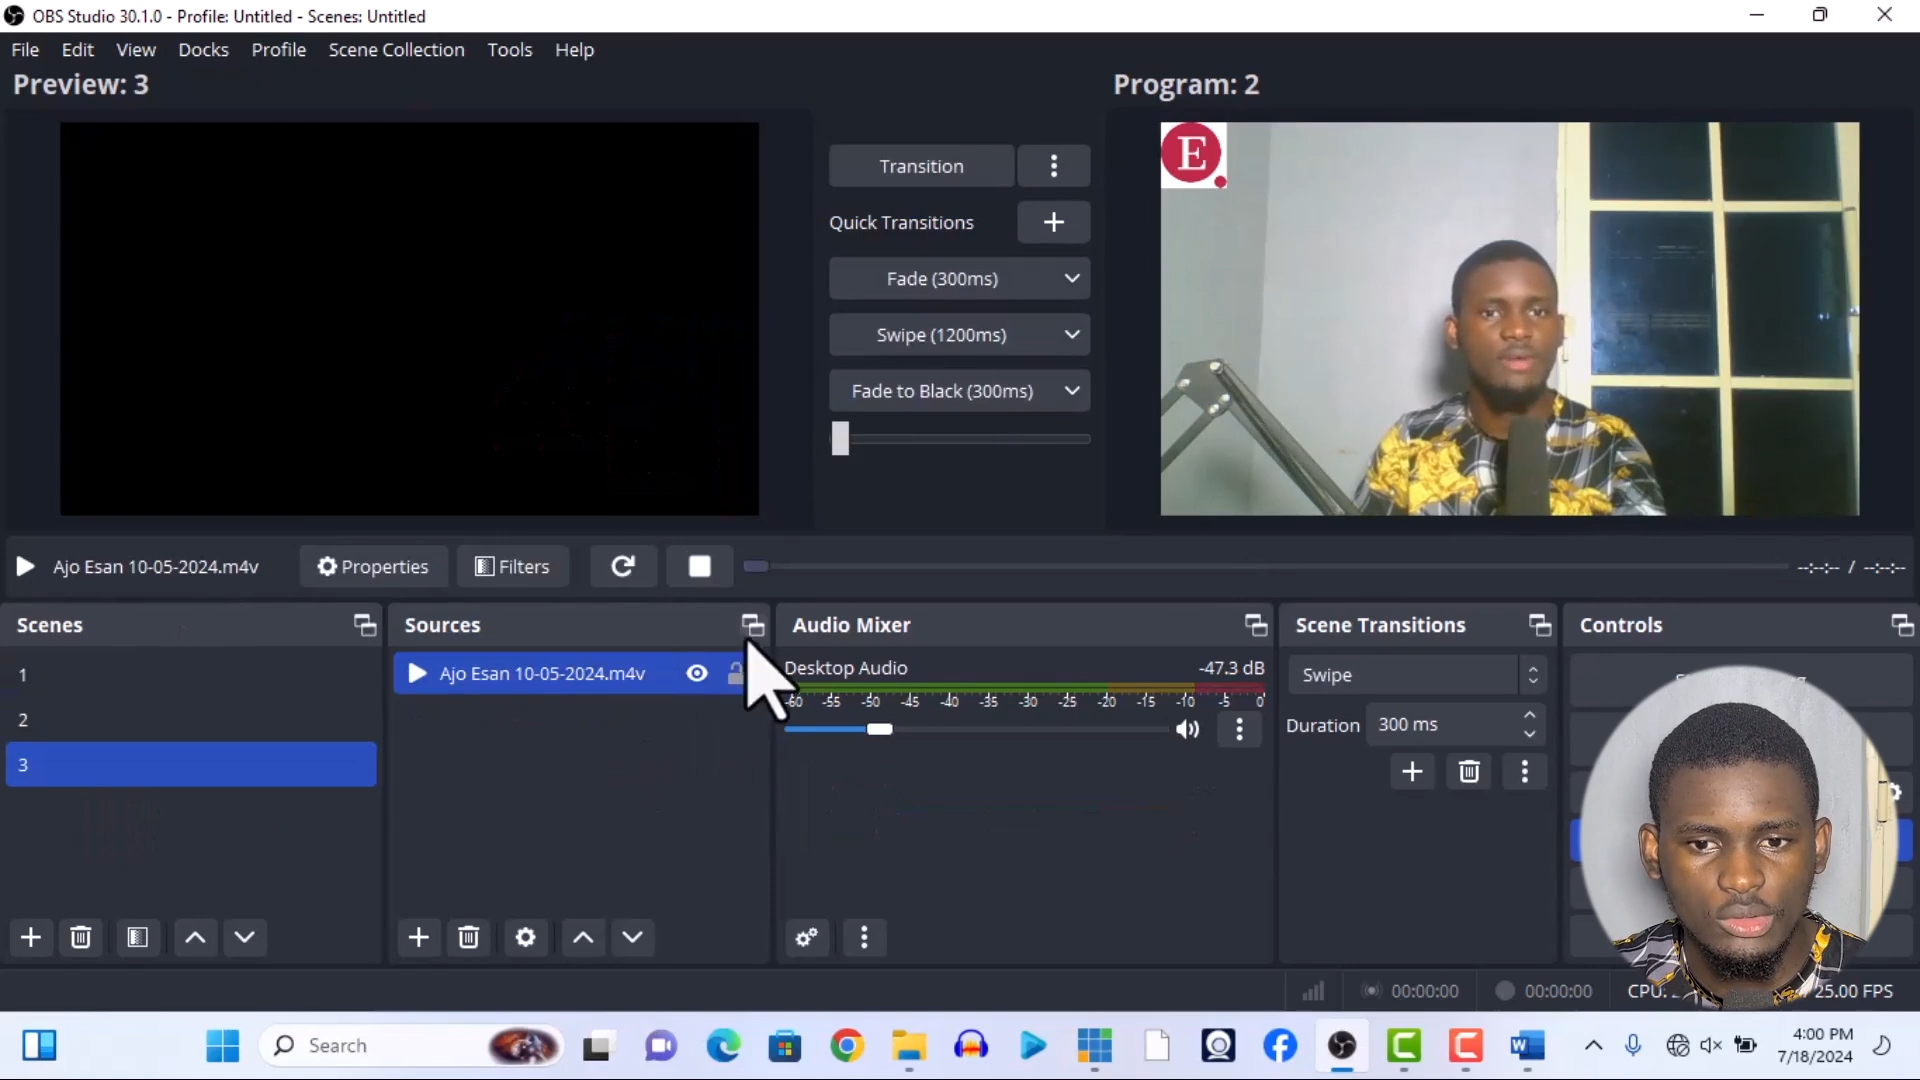 OBS Studio 30.1.0 - Profile: Untitled - Scenes: Untitled
File Edit View Docks Profile Scene Collection Tools Help
Preview: 3
Program: 2
E
Transition
Quick Transitions
Fade (300ms)
Swipe (1200ms)
Fade to Black (300ms)
Ajo Esan 10-05-2024.m4v
Properties
Filters
--:--:-- / --:--:--
Scenes
1
2
3
Sources
Ajo Esan 10-05-2024.m4v
Audio Mixer
Desktop Audio
-47.3 dB
-60 -55 -50 -45 -40 -35 -30 -25 -20 -15 -10 -5 0
Scene Transitions
Swipe
Duration 300 ms
Controls
00:00:00
00:00:00
CPU:
25.00 FPS
Search
4:00 PM
7/18/2024